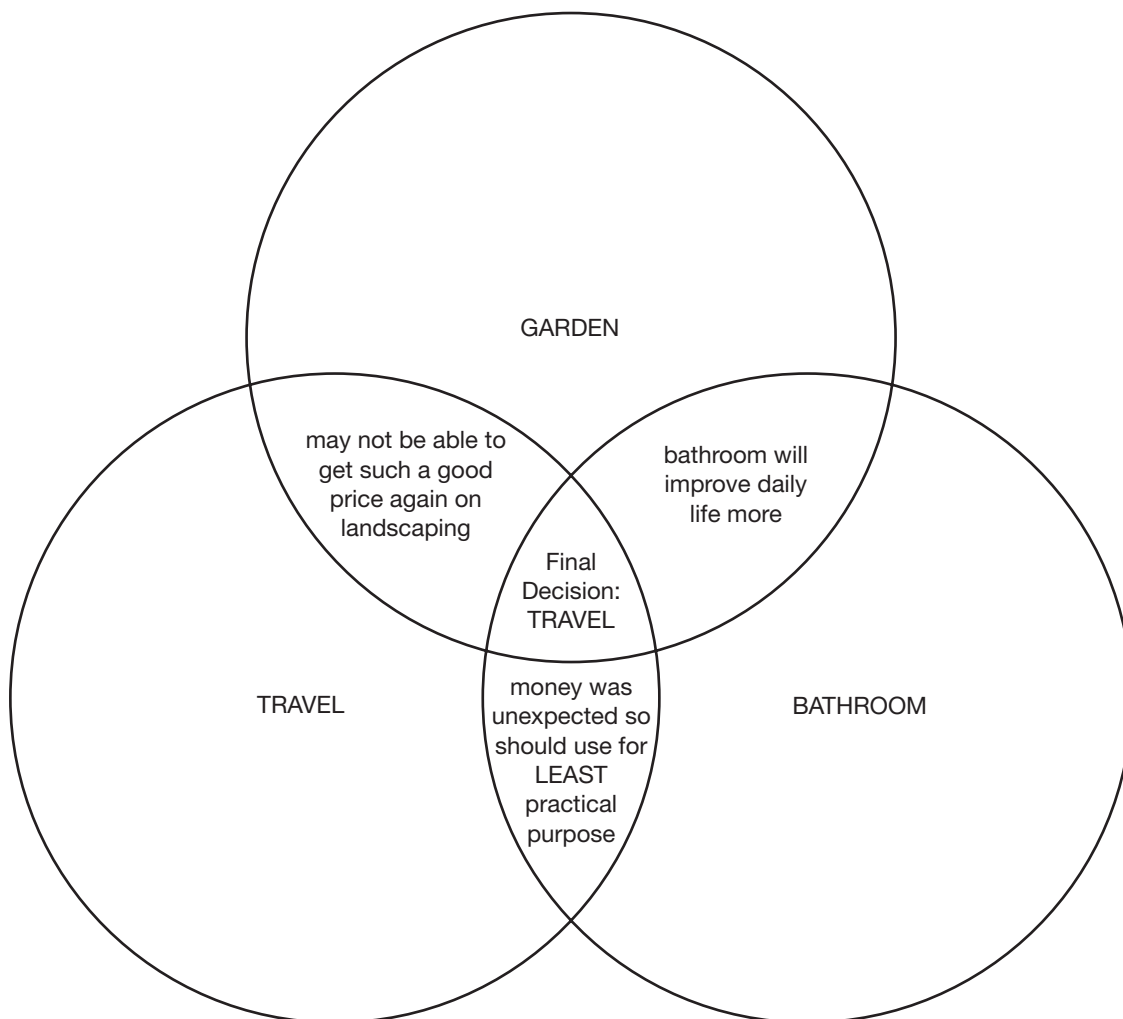 GARDEN
may not be able to
get such a good
price again on
landscaping
bathroom will
improve daily
life more
Final
Decision:
TRAVEL
TRAVEL
money was
unexpected so
should use for
LEAST
practical
purpose
BATHROOM